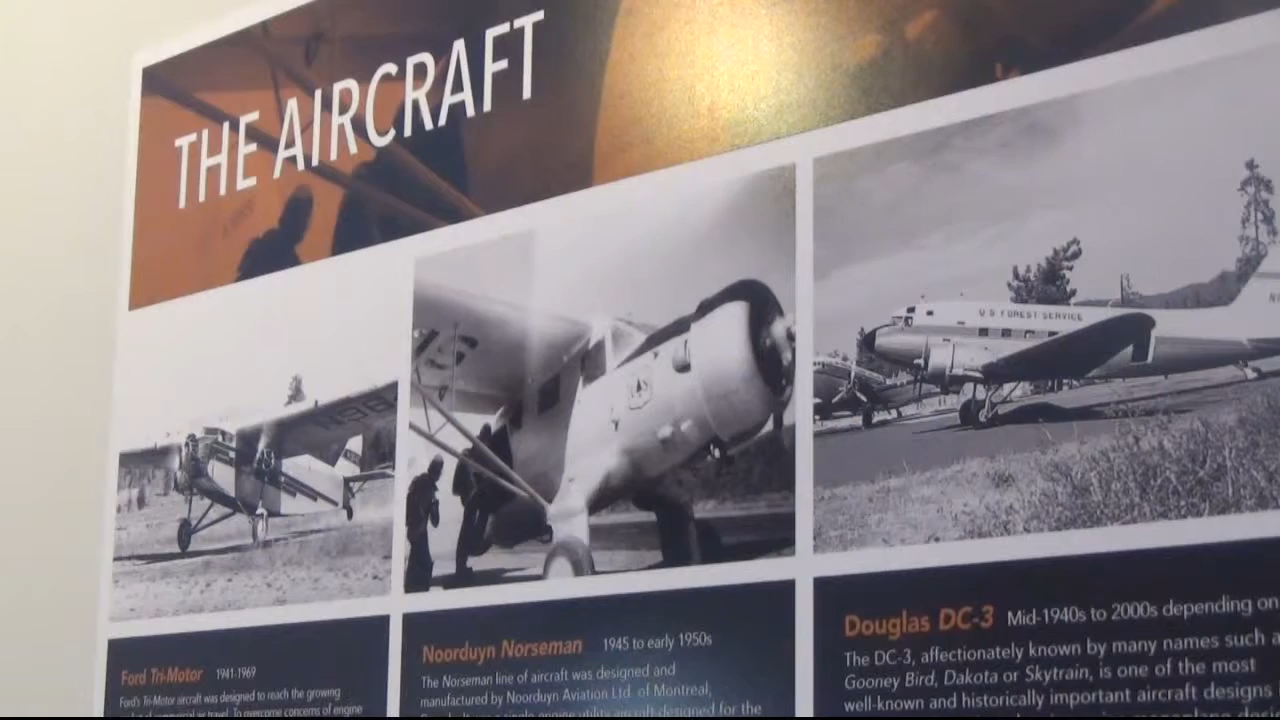 THE AIRCRAFT
N98
U.S. FOREST SERVICE
Ford Tri-Motor 1941-1969
Ford's Tri-Motor aircraft was designed to reach the growing
Noorduyn Norseman 1945 to early 1950s
The Norseman line of aircraft was designed and
manufactured by Noorduyn Aviation Ltd. of Montreal,
Douglas DC-3 Mid-1940s to 2000s depending on
The DC-3, affectionately known by many names such a
Gooney Bird, Dakota or Skytrain, is one of the most
well-known and historically important aircraft designs